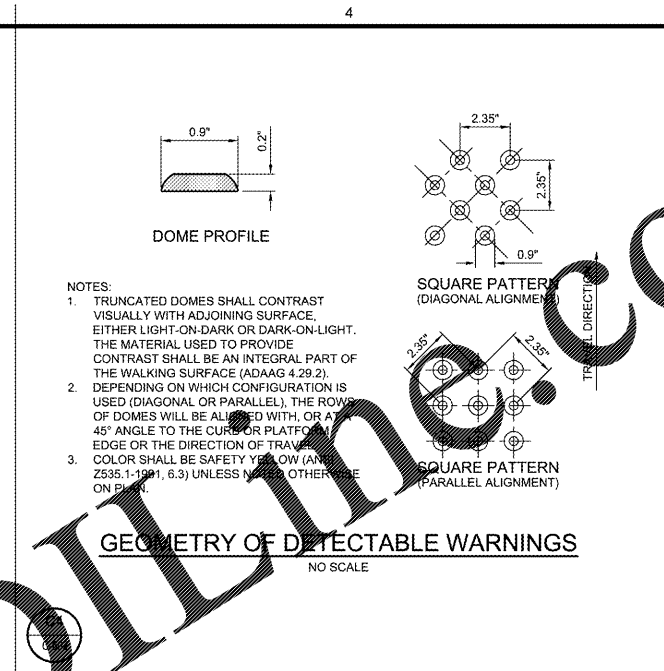 4
0.9"
0.2"
DOME PROFILE
2.35"
2.35"
0.9"
SQUARE PATTERN
(DIAGONAL ALIGNMENT)
TRAVEL DIRECTION
NOTES:
1. TRUNCATED DOMES SHALL CONTRAST
VISUALLY WITH ADJOINING SURFACE,
EITHER LIGHT-ON-DARK OR DARK-ON-LIGHT.
THE MATERIAL USED TO PROVIDE
CONTRAST SHALL BE AN INTEGRAL PART OF
THE WALKING SURFACE (ADAAG 4.29.2).
2. DEPENDING ON WHICH CONFIGURATION IS
USED (DIAGONAL OR PARALLEL), THE ROWS
OF DOMES WILL BE ALIGNED WITH, OR AT A
45° ANGLE TO THE CURB OR PLATFORM
EDGE OR THE DIRECTION OF TRAVEL.
3. COLOR SHALL BE SAFETY YELLOW (ANSI
Z535.1-1991, 6.3) UNLESS NOTED OTHERWISE
ON PLAN.
2.35"
2.35"
SQUARE PATTERN
(PARALLEL ALIGNMENT)
GEOMETRY OF DETECTABLE WARNINGS
NO SCALE
C4